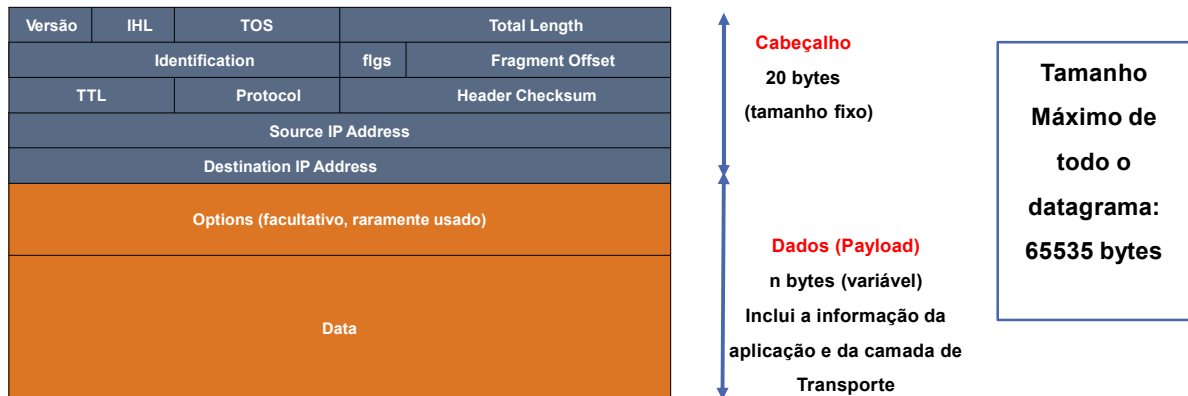 Versão IHL TOS Total Length
Identification flgs Fragment Offset
TTL Protocol Header Checksum
Source IP Address
Destination IP Address
Options (facultativo, raramente usado)
Data
Cabeçalho
20 bytes
(tamanho fixo)
Dados (Payload)
n bytes (variável)
Inclui a informação da
aplicação e da camada de
Transporte
Tamanho
Máximo de
todo o
datagrama:
65535 bytes